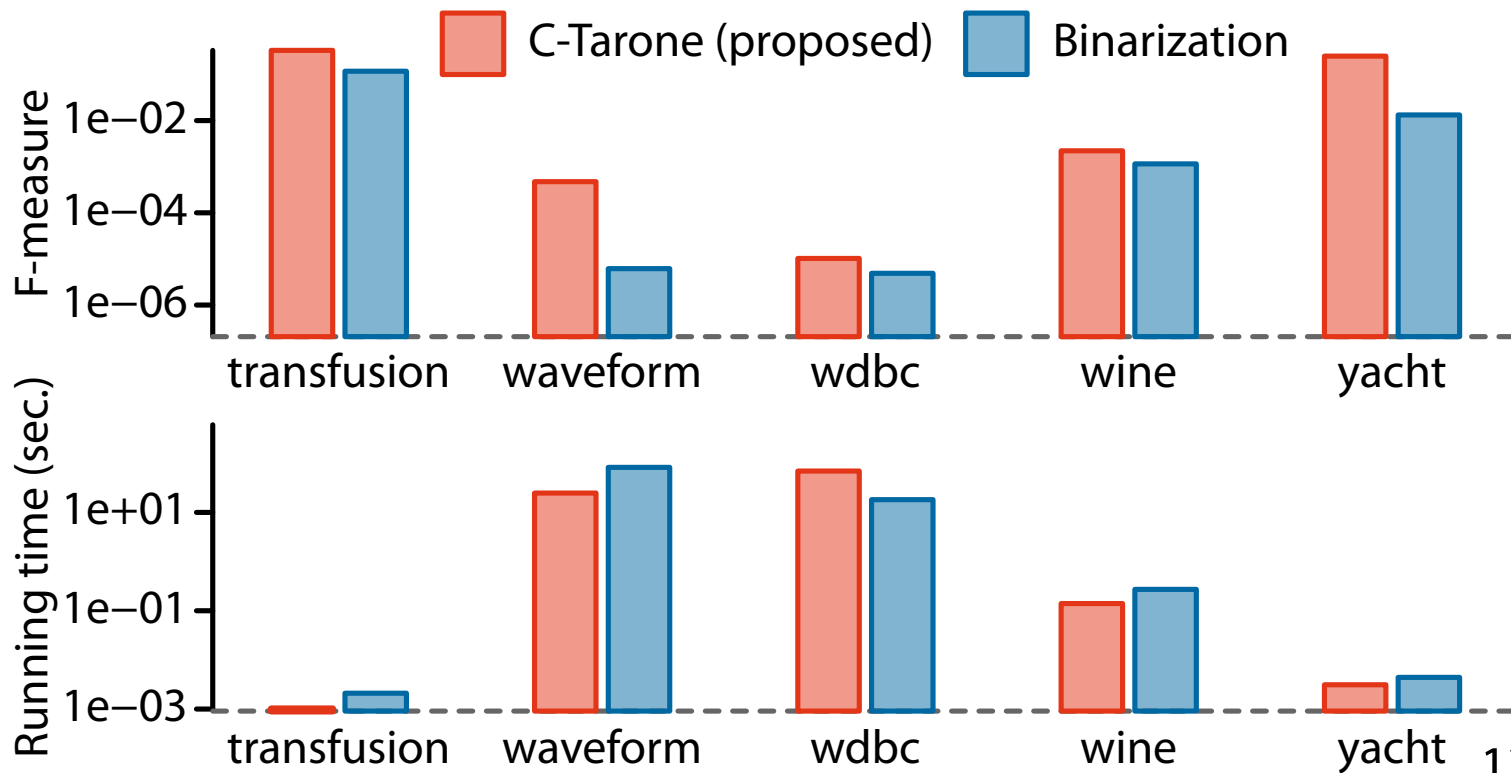 C-Tarone (proposed) Binarization
F-measure
1e−02
1e−04
1e−06
transfusion waveform wdbc wine yacht
Running time (sec.)
1e+01
1e−01
1e−03
transfusion waveform wdbc wine yacht